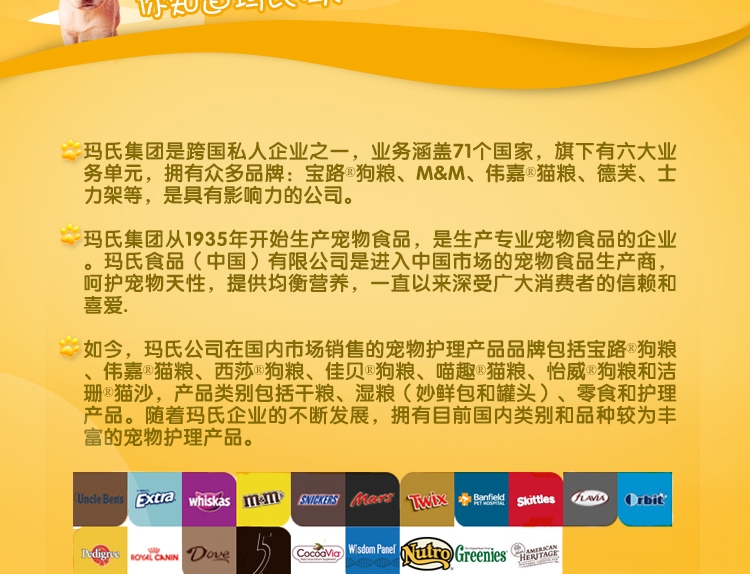 玛氏集团是跨国私人企业之一，业务涵盖71个国家，旗下有六大业
务单元，拥有众多品牌：宝路®狗粮、M&M、伟嘉®猫粮、德芙、士
力架等，是具有影响力的公司。
玛氏集团从1935年开始生产宠物食品，是生产专业宠物食品的企业
。玛氏食品（中国）有限公司是进入中国市场的宠物食品生产商，
呵护宠物天性，提供均衡营养，一直以来深受广大消费者的信赖和
喜爱.
如今，玛氏公司在国内市场销售的宠物护理产品品牌包括宝路®狗粮
、伟嘉®猫粮、西莎®狗粮、佳贝®狗粮、喵趣®猫粮、怡威®狗粮和洁
珊®猫沙，产品类别包括干粮、湿粮（妙鲜包和罐头）、零食和护理
产品。随着玛氏企业的不断发展，拥有目前国内类别和品种较为丰
富的宠物护理产品。
Uncle Ben's Extra whiskas m&m's SNICKERS Mars Twix Banfield PET HOSPITAL Skittles FLAVIA Orbit
Pedigree ROYAL CANIN Dove 5 CocoaVia Wisdom Panel Nutro Greenies AMERICAN HERITAGE